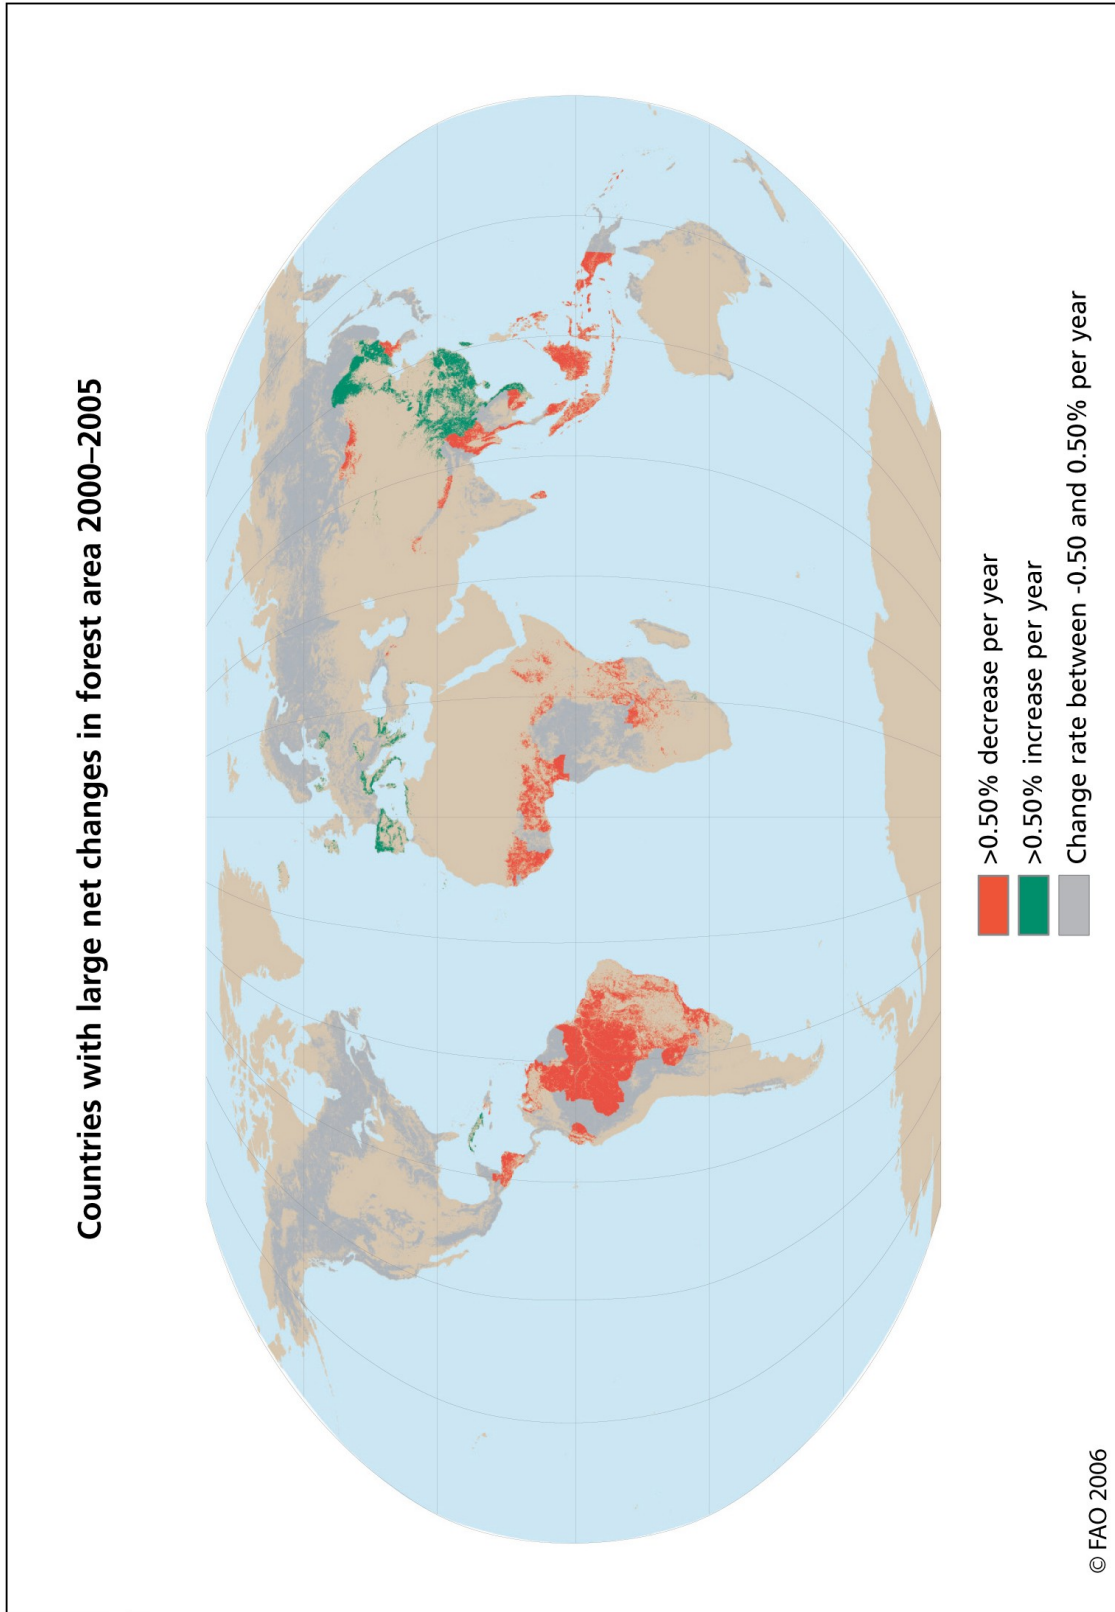 Countries with large net changes in forest area 2000–2005
>0.50% decrease per year
>0.50% increase per year
Change rate between -0.50 and 0.50% per year
© FAO 2006